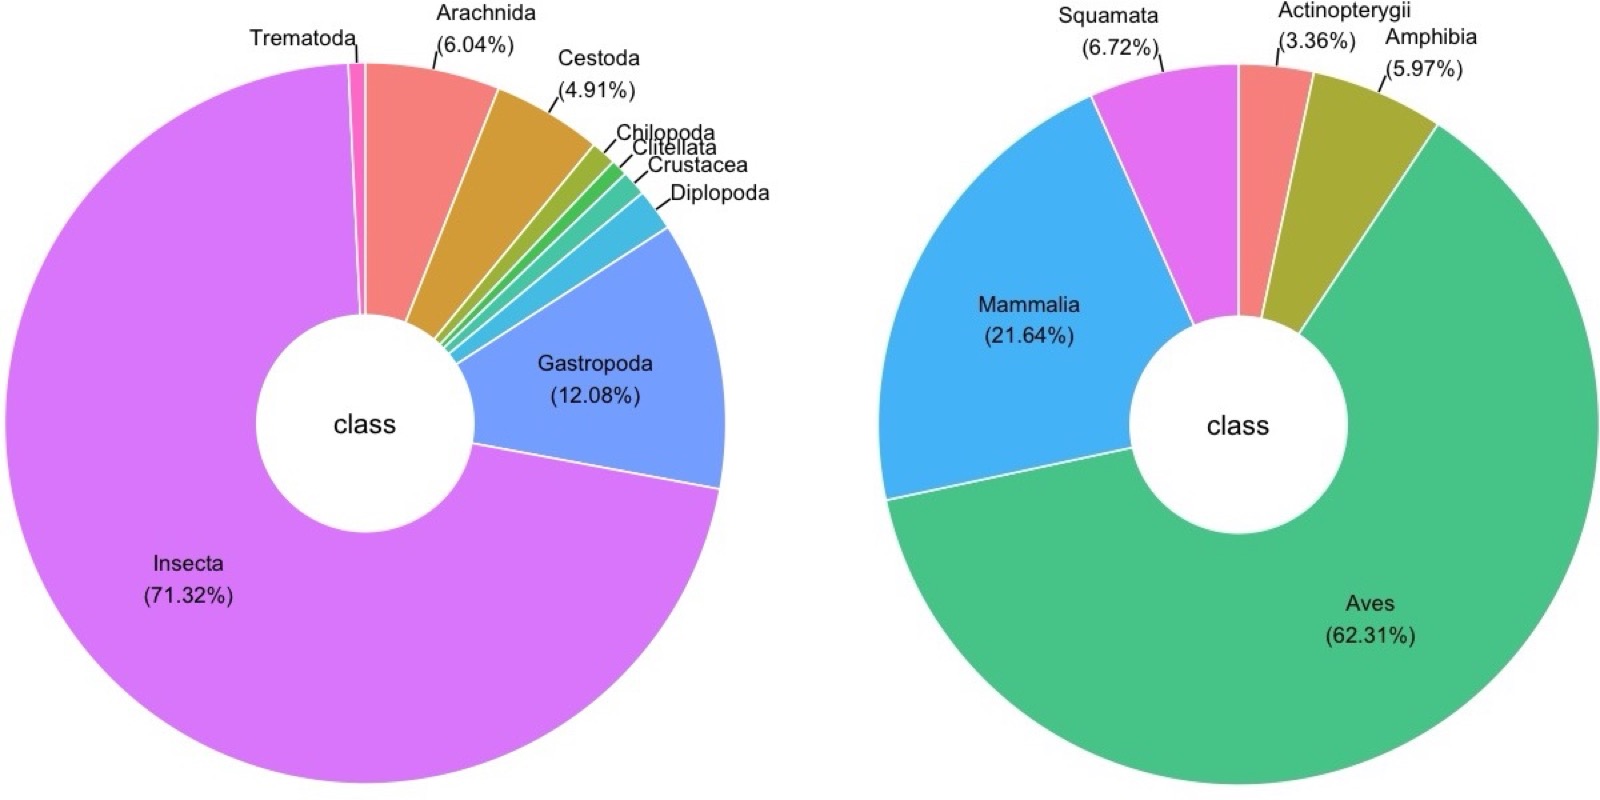 Trematoda
Arachnida
(6.04%)
Cestoda
(4.91%)
Chilopoda
Clitellata
Crustacea
Diplopoda
Gastropoda
(12.08%)
class
Insecta
(71.32%)
Squamata
(6.72%)
Actinopterygii
(3.36%)
Amphibia
(5.97%)
Mammalia
(21.64%)
class
Aves
(62.31%)